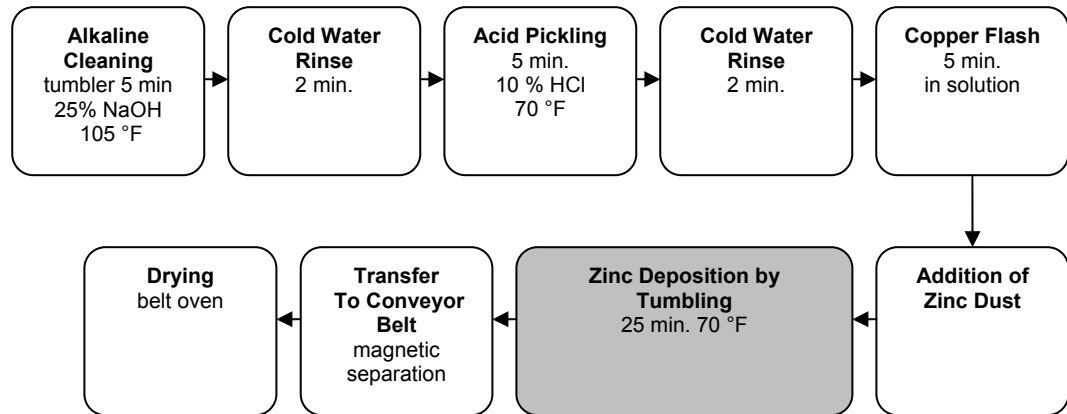 Alkaline
Cleaning
tumbler 5 min
25% NaOH
105 °F
Cold Water
Rinse
2 min.
Acid Pickling
5 min.
10 % HCl
70 °F
Cold Water
Rinse
2 min.
Copper Flash
5 min.
in solution
Addition of
Zinc Dust
Zinc Deposition by
Tumbling
25 min. 70 °F
Transfer
To Conveyor
Belt
magnetic
separation
Drying
belt oven